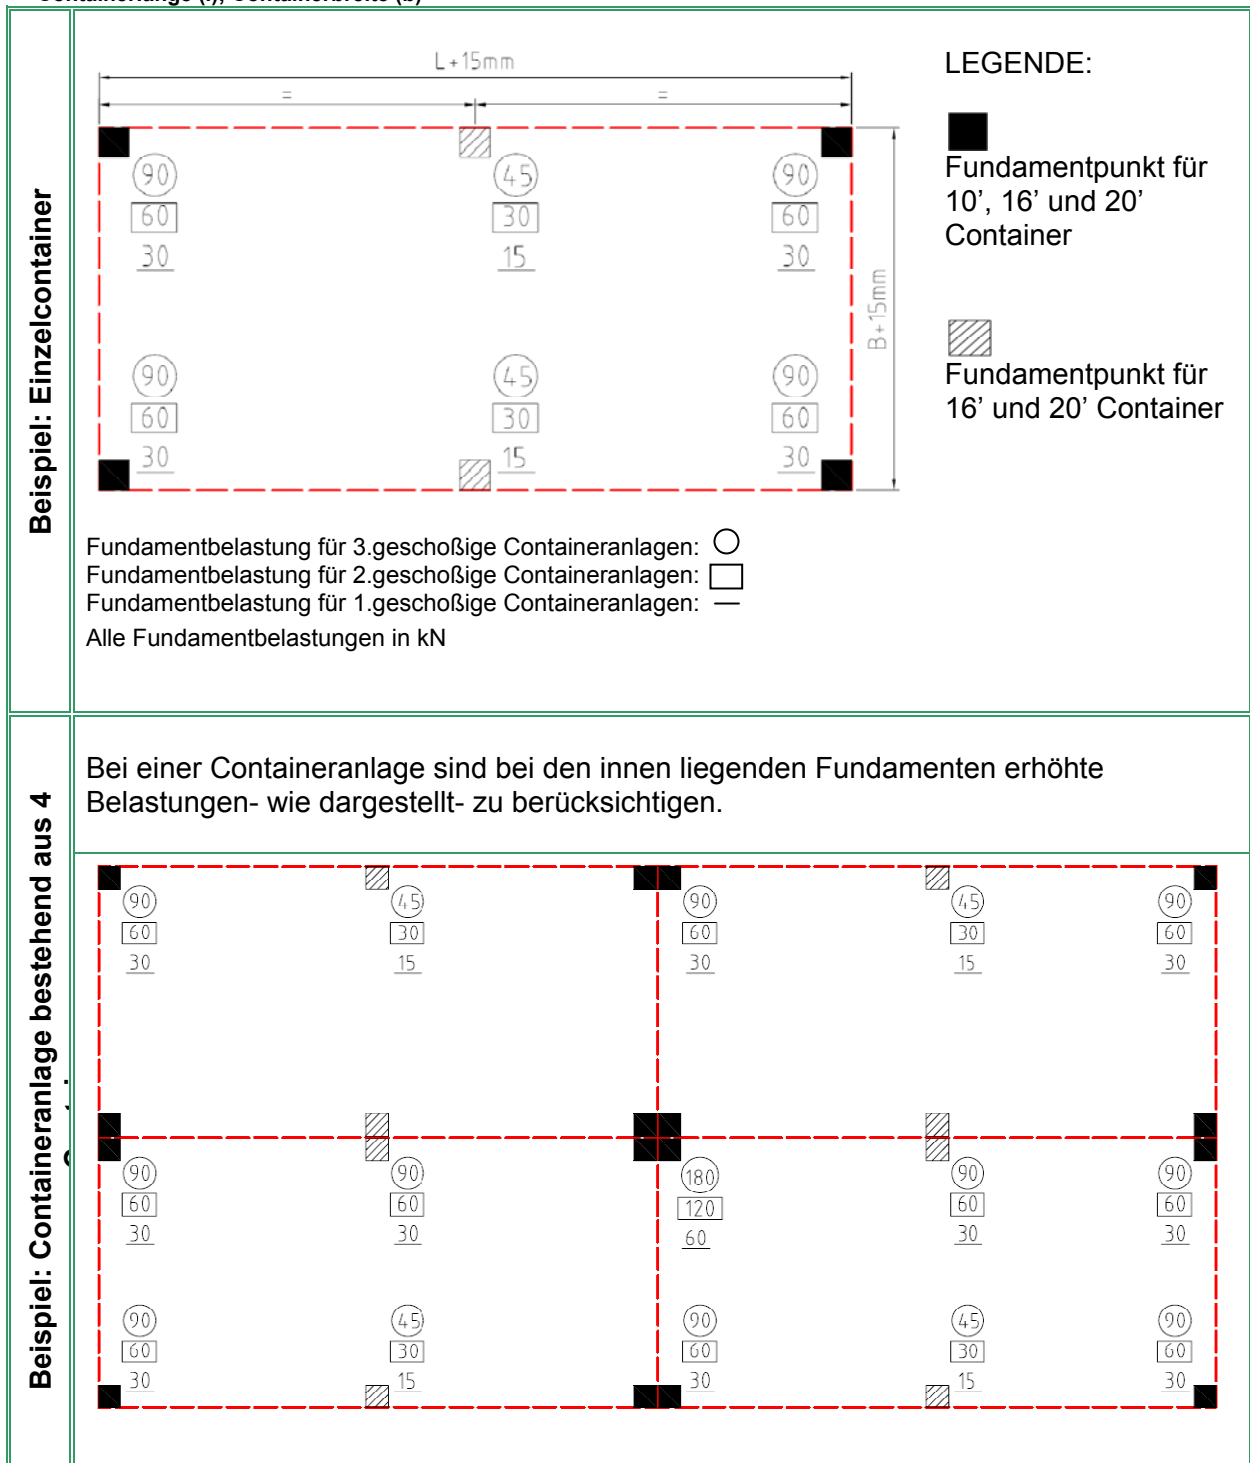 Containerlänge (l), Containerbreite (b)
Beispiel: Einzelcontainer
L+15mm
= =
90 45 90
60 30 60
30 15 30
B+15mm
90 45 90
60 30 60
30 15 30
LEGENDE:
Fundamentpunkt für
10’, 16’ und 20’
Container
Fundamentpunkt für
16’ und 20’ Container
Fundamentbelastung für 3.geschoßige Containeranlagen:
Fundamentbelastung für 2.geschoßige Containeranlagen:
Fundamentbelastung für 1.geschoßige Containeranlagen:
Alle Fundamentbelastungen in kN
Beispiel: Containeranlage bestehend aus 4
Bei einer Containeranlage sind bei den innen liegenden Fundamenten erhöhte
Belastungen- wie dargestellt- zu berücksichtigen.
90 45 90 45 90
60 30 60 30 60
30 15 30 15 30
90 90 180 90 90
60 60 120 60 60
30 30 60 30 30
90 45 90 45 90
60 30 60 30 60
30 15 30 15 30